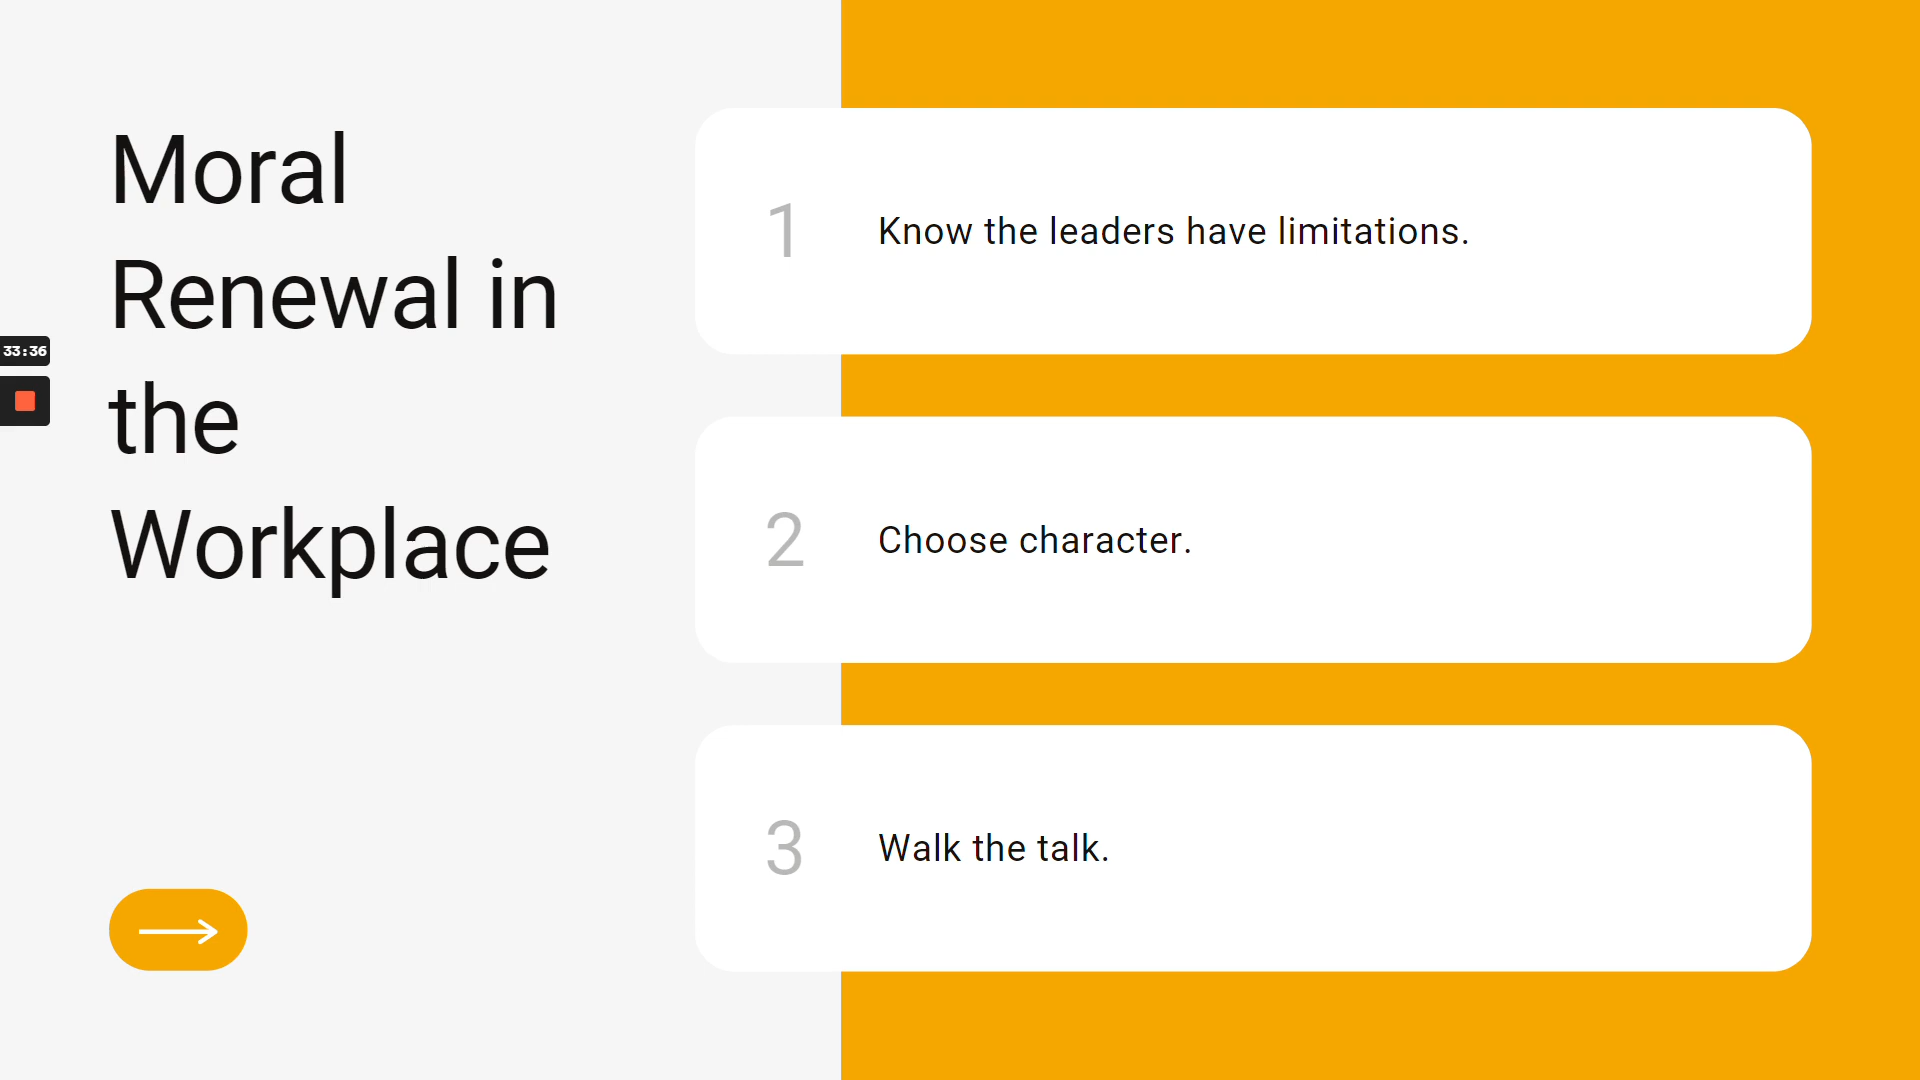 Moral
Renewal in
the
Workplace
33:36
1 Know the leaders have limitations.
2 Choose character.
3 Walk the talk.